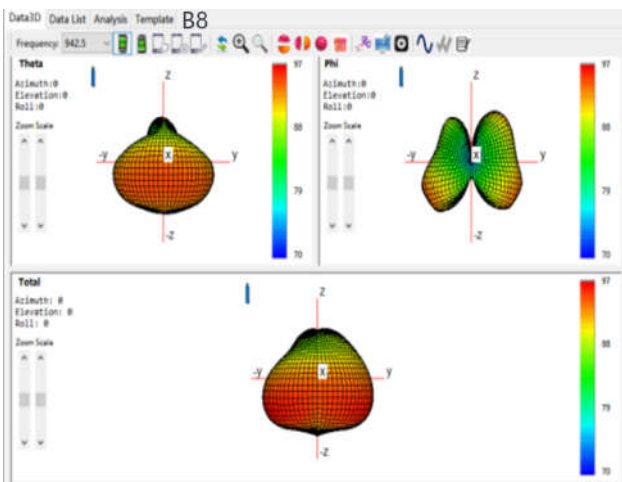 Data3D Data List Analysis Template B8
Frequency: 942.5
Theta
Azimuth:0
Elevation:0
Roll:0
Zoom Scale
z
-y
x
y
-z
97
88
79
70
Phi
Azimuth:0
Elevation:0
Roll:0
Zoom Scale
z
-y
x
y
-z
97
88
79
70
Total
Azimuth: 0
Elevation: 0
Roll: 0
Zoom Scale
z
-y
x
y
-z
97
88
79
70